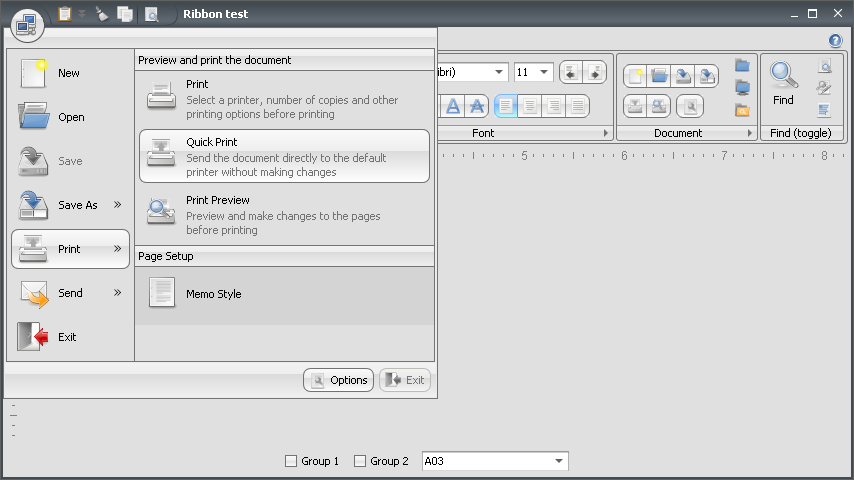 Ribbon test
New
Open
Save
Save As
Print
Send
Exit
Preview and print the document
Print
Select a printer, number of copies and other
printing options before printing
Quick Print
Send the document directly to the default
printer without making changes
Print Preview
Preview and make changes to the pages
before printing
Page Setup
Memo Style
Options
Exit
ibri)
11
A A
Font
Document
Find
Find (toggle)
5 6 7 8
Group 1
Group 2
A03